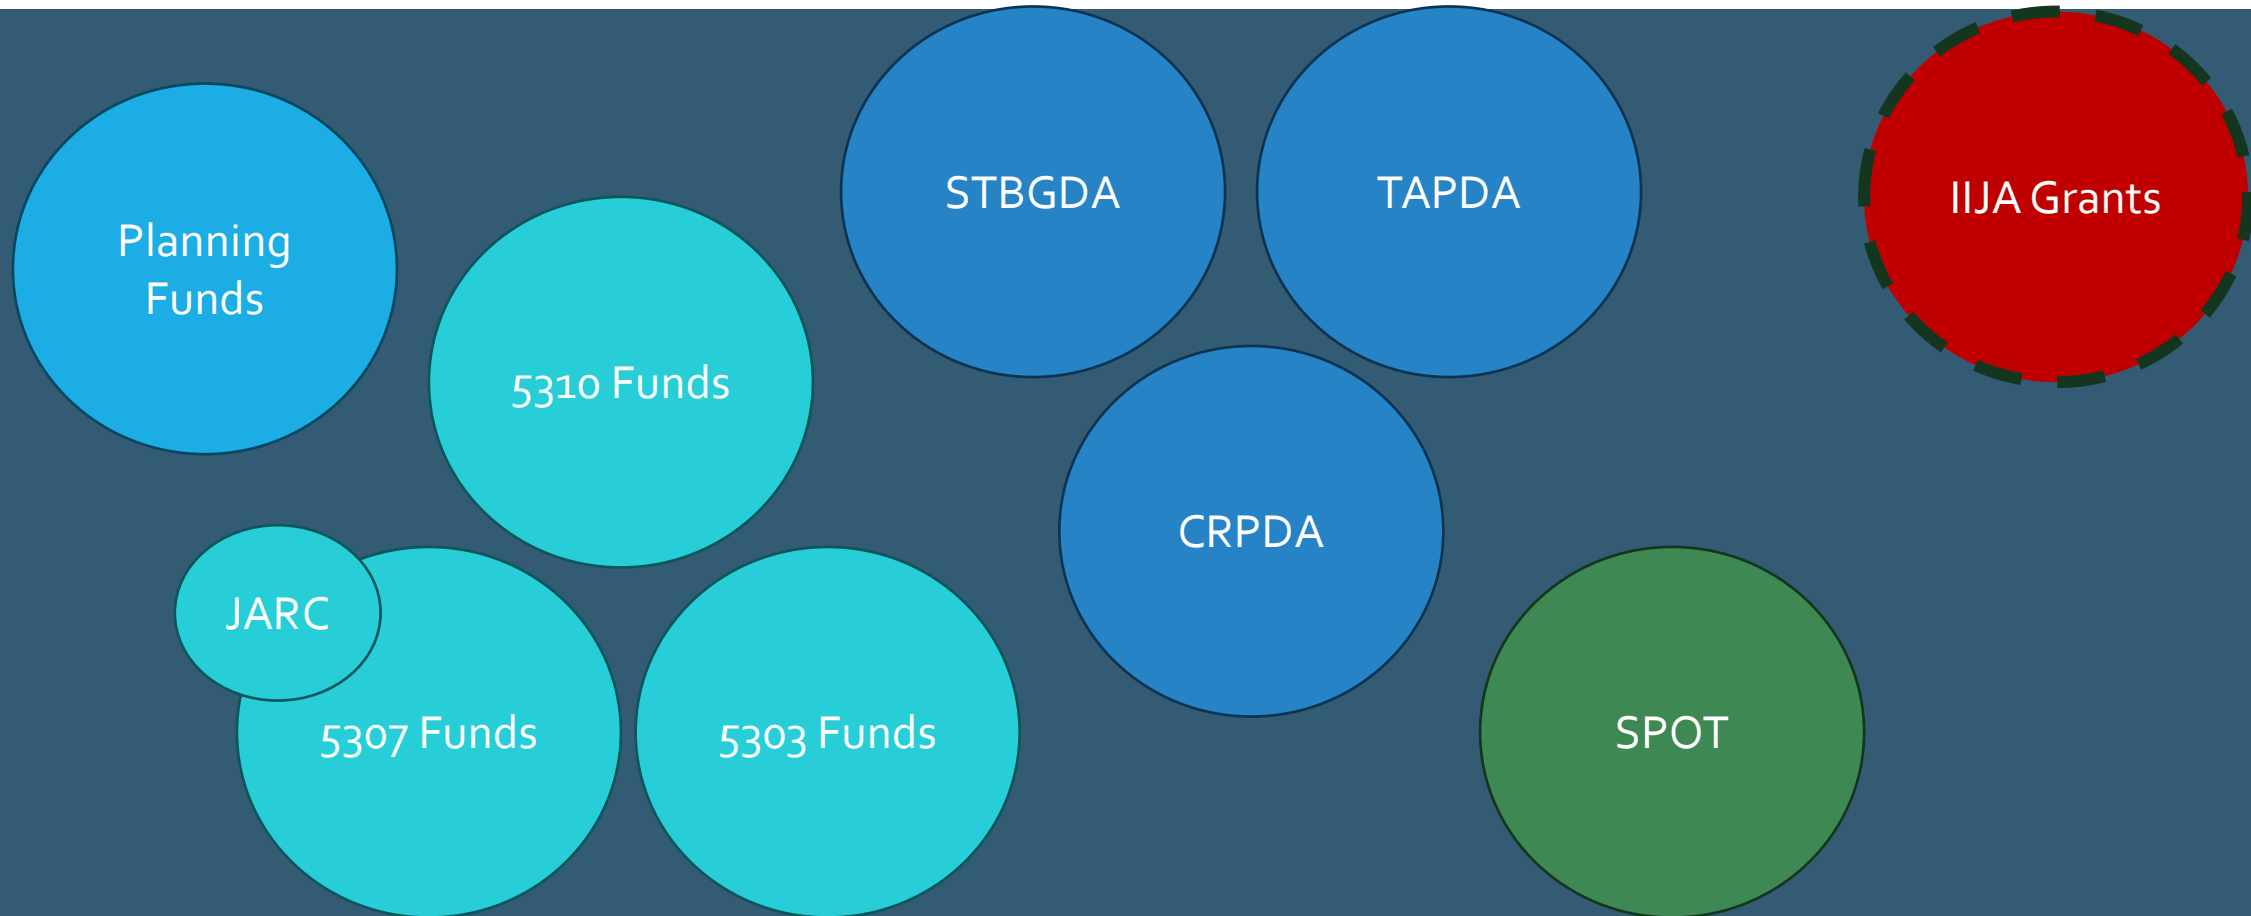 STBGDA
TAPDA
IIJA Grants
Planning
Funds
5310 Funds
CRPDA
JARC
5307 Funds
5303 Funds
SPOT